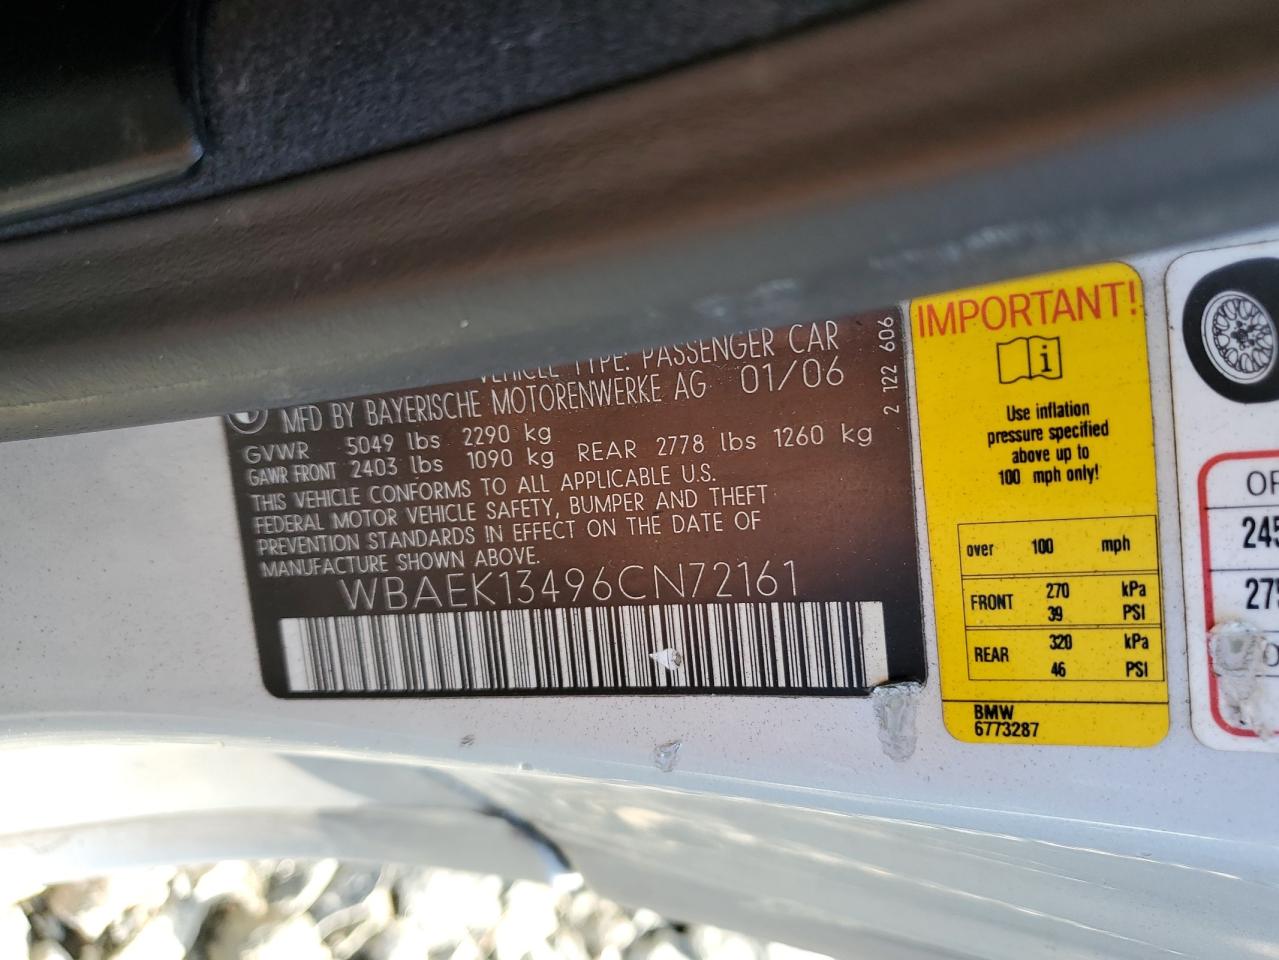 VEHICLE TYPE: PASSENGER CAR
MFD BY BAYERISCHE MOTORENWERKE AG 01/06
GVWR 5049 lbs 2290 kg
GAWR FRONT 2403 lbs 1090 kg REAR 2778 lbs 1260 kg
THIS VEHICLE CONFORMS TO ALL APPLICABLE U.S.
FEDERAL MOTOR VEHICLE SAFETY, BUMPER AND THEFT
PREVENTION STANDARDS IN EFFECT ON THE DATE OF
MANUFACTURE SHOWN ABOVE.
WBAEK13496CN72161
2 122 606
IMPORTANT!
i
Use inflation
pressure specified
above up to
100 mph only!
over 100 mph
FRONT 270 kPa
39 PSI
REAR 320 kPa
46 PSI
BMW
6773287
245